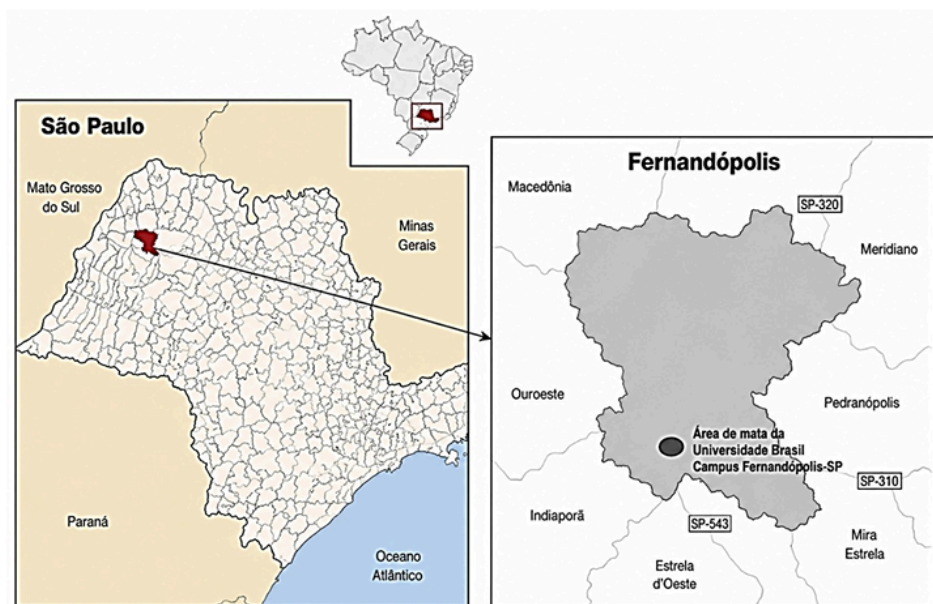 São Paulo
Mato Grosso
do Sul
Minas
Gerais
Paraná
Oceano
Atlântico
Fernandópolis
Macedônia
SP-320
Meridiano
Ouroeste
Pedranópolis
Área de mata da
Universidade Brasil
Campus Fernandópolis-SP
SP-310
Indiaporã
SP-543
Mira
Estrela
Estrela
d'Oeste